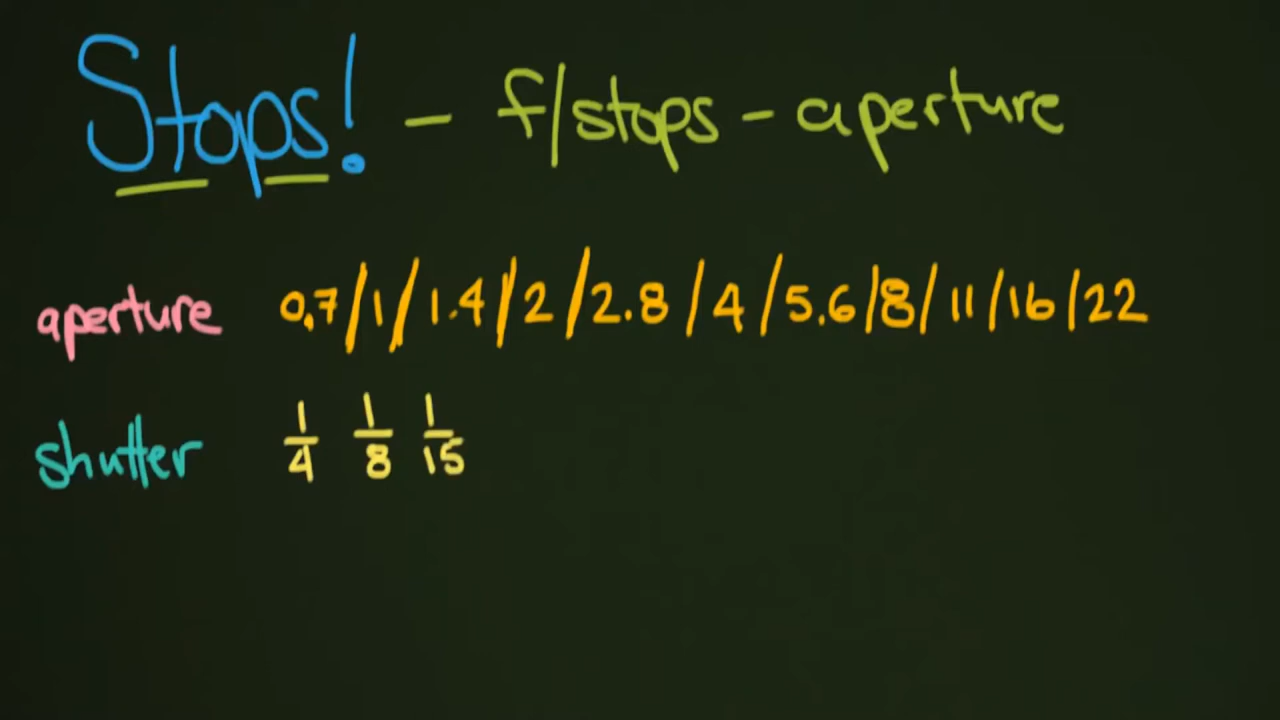 Stops! - f/stops - aperture
aperture 0.7/1/1.4/2/2.8/4/5.6/8/11/16/22
shutter 1/4 1/8 1/15